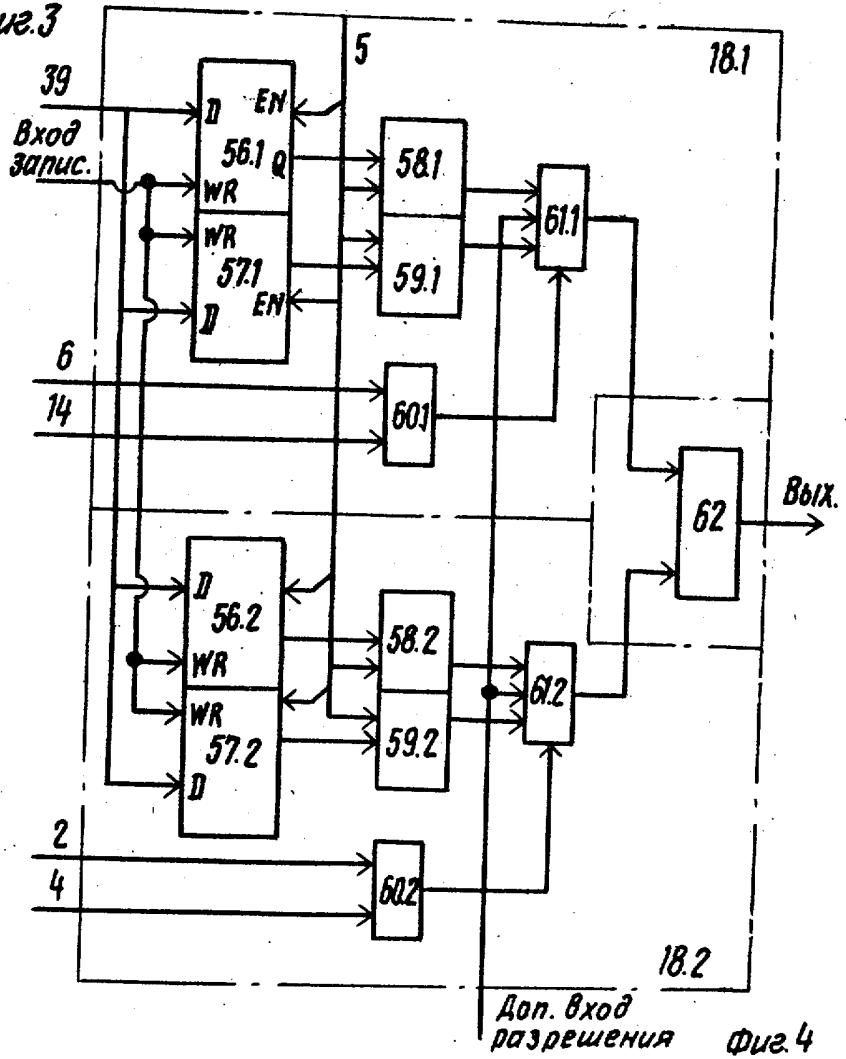 иг.3
5
18.1
39
Вход
запис.
D
EN
56.1
Q
WR
WR
57.1
EN
D
58.1
59.1
61.1
6
14
60.1
62
Вых.
D
56.2
WR
WR
57.2
D
58.2
59.2
61.2
2
4
60.2
18.2
Доп. вход
разрешения
Фиг.4